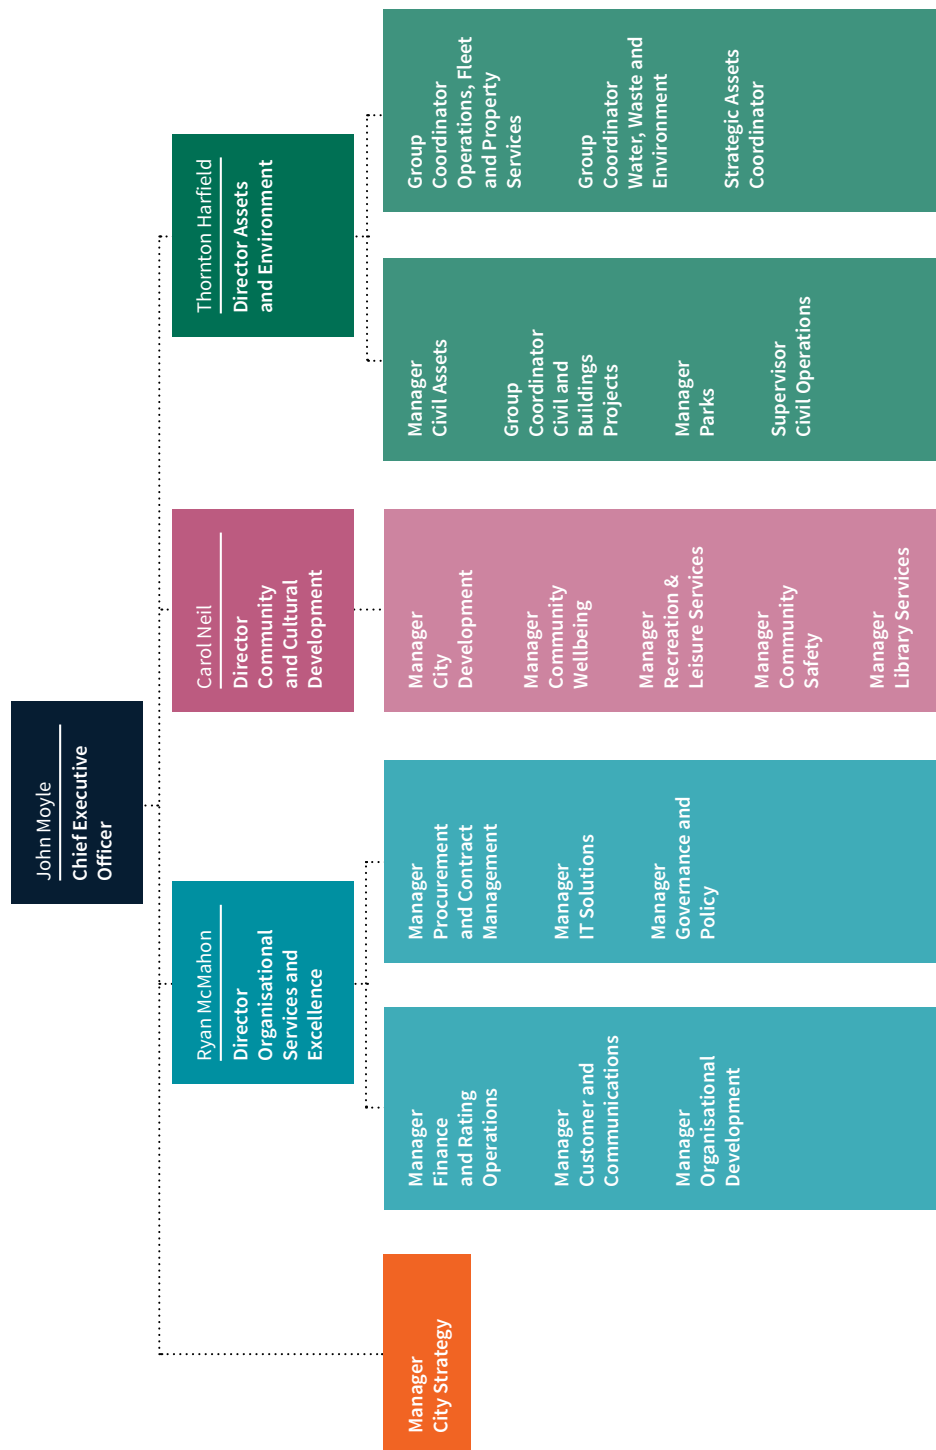 John Moyle
Chief Executive
Officer
Manager
City Strategy
Ryan McMahon
Director
Organisational
Services and
Excellence
Manager
Finance
and Rating
Operations
Manager
Customer and
Communications
Manager
Organisational
Development
Manager
Procurement
and Contract
Management
Manager
IT Solutions
Manager
Governance and
Policy
Carol Neil
Director
Community
and Cultural
Development
Manager
City
Development
Manager
Community
Wellbeing
Manager
Recreation &
Leisure Services
Manager
Community
Safety
Manager
Library Services
Thornton Harfield
Director Assets
and Environment
Manager
Civil Assets
Group
Coordinator
Civil and
Buildings
Projects
Manager
Parks
Supervisor
Civil Operations
Group
Coordinator
Operations, Fleet
and Property
Services
Group
Coordinator
Water, Waste and
Environment
Strategic Assets
Coordinator